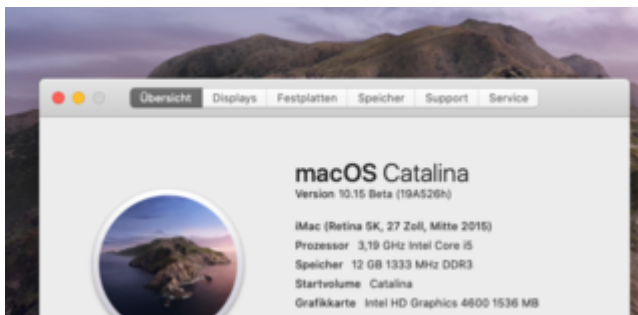 Übersicht Displays Festplatten Speicher Support Service
macOS Catalina
Version 10.15 Beta (19A526h)
iMac (Retina 5K, 27 Zoll, Mitte 2015)
Prozessor 3,19 GHz Intel Core i5
Speicher 12 GB 1333 MHz DDR3
Startvolume Catalina
Grafikkarte Intel HD Graphics 4600 1536 MB